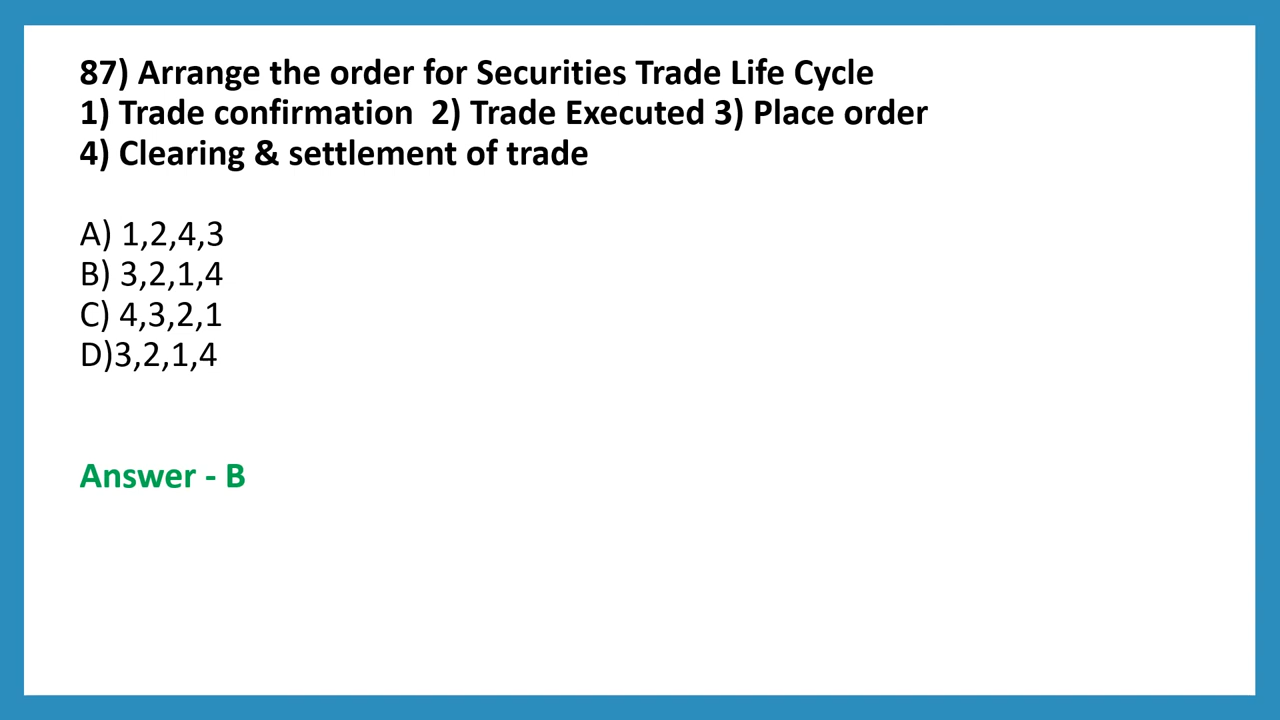 87) Arrange the order for Securities Trade Life Cycle
1) Trade confirmation  2) Trade Executed 3) Place order
4) Clearing & settlement of trade
A) 1,2,4,3
B) 3,2,1,4
C) 4,3,2,1
D)3,2,1,4
Answer - B